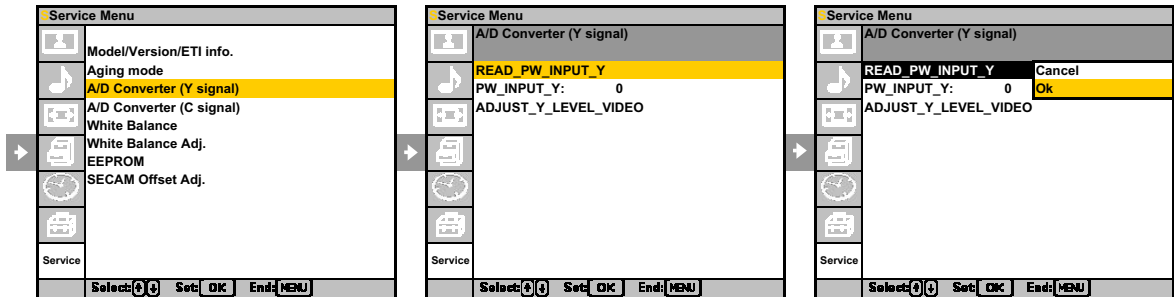 Service Menu
Model/Version/ETI info.
Aging mode
A/D Converter (Y signal)
A/D Converter (C signal)
White Balance
White Balance Adj.
EEPROM
SECAM Offset Adj.
Service
Select: Set: OK End: MENU
Service Menu
A/D Converter (Y signal)
READ_PW_INPUT_Y
PW_INPUT_Y: 0
ADJUST_Y_LEVEL_VIDEO
Service
Select: Set: OK End: MENU
Service Menu
A/D Converter (Y signal)
READ_PW_INPUT_Y Cancel
PW_INPUT_Y: 0 Ok
ADJUST_Y_LEVEL_VIDEO
Service
Select: Set: OK End: MENU